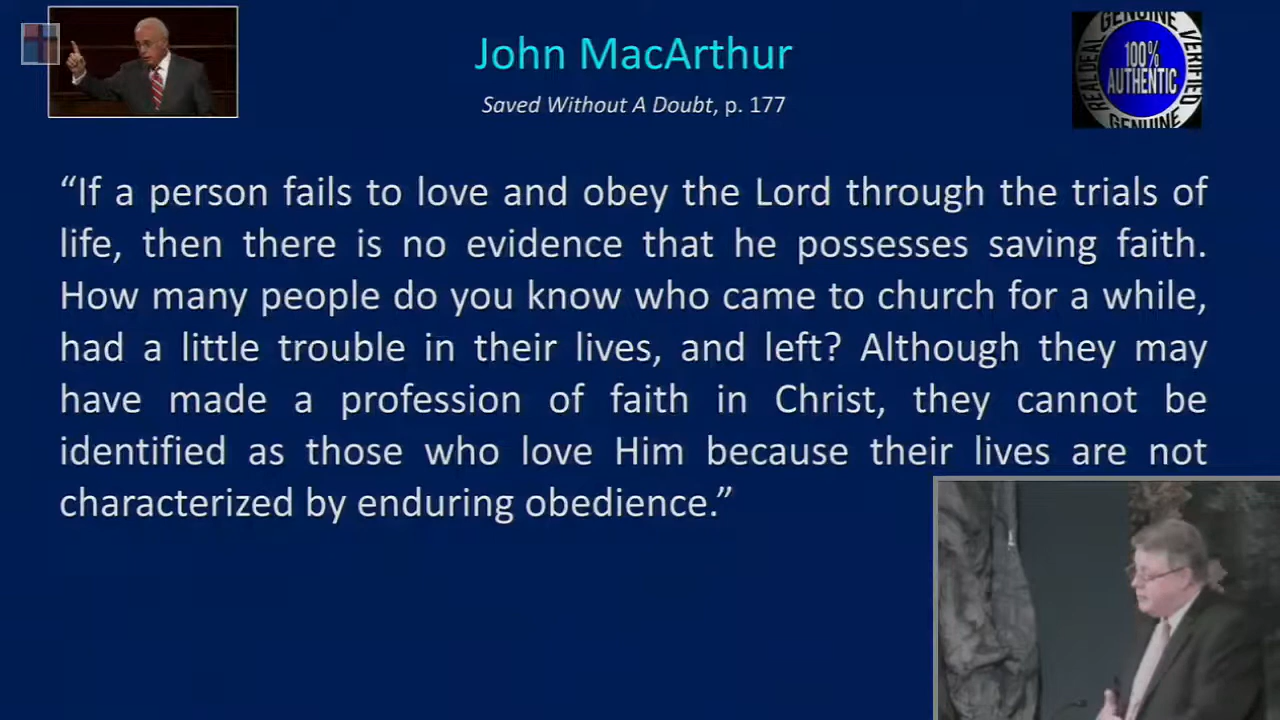 John MacArthur
Saved Without A Doubt, p. 177
GENUINE
REAL DEAL
100%
AUTHENTIC
VERIFIED
GENUINE
“If a person fails to love and obey the Lord through the trials of
life, then there is no evidence that he possesses saving faith.
How many people do you know who came to church for a while,
had a little trouble in their lives, and left? Although they may
have made a profession of faith in Christ, they cannot be
identified as those who love Him because their lives are not
characterized by enduring obedience.”